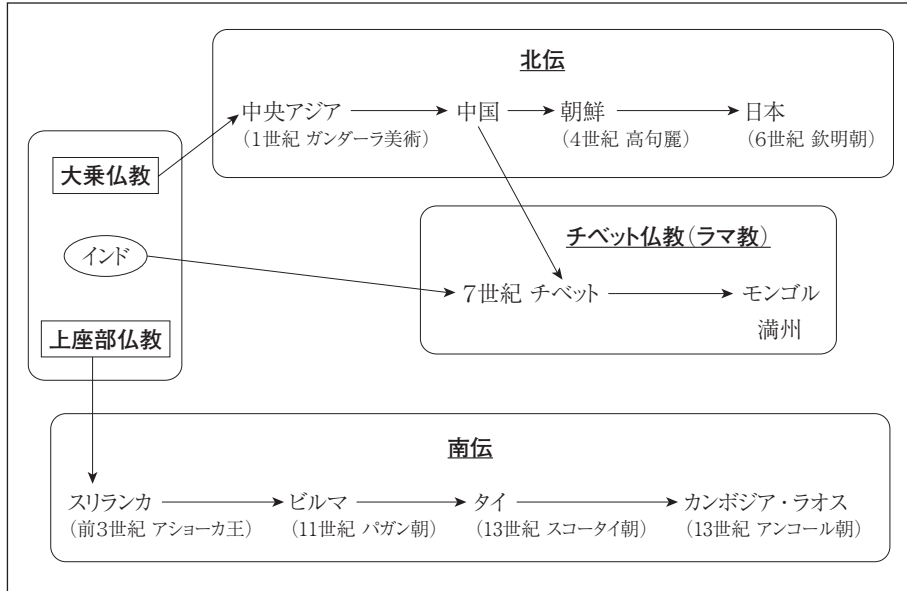 北伝
中央アジア 中国 朝鮮 日本
（1世紀 ガンダーラ美術） （4世紀 高句麗） （6世紀 欽明朝）
大乗仏教
インド
上座部仏教
チベット仏教（ラマ教）
7世紀 チベット モンゴル
満州
南伝
スリランカ ビルマ タイ カンボジア・ラオス
（前3世紀 アショーカ王） （11世紀 パガン朝） （13世紀 スコータイ朝） （13世紀 アンコール朝）